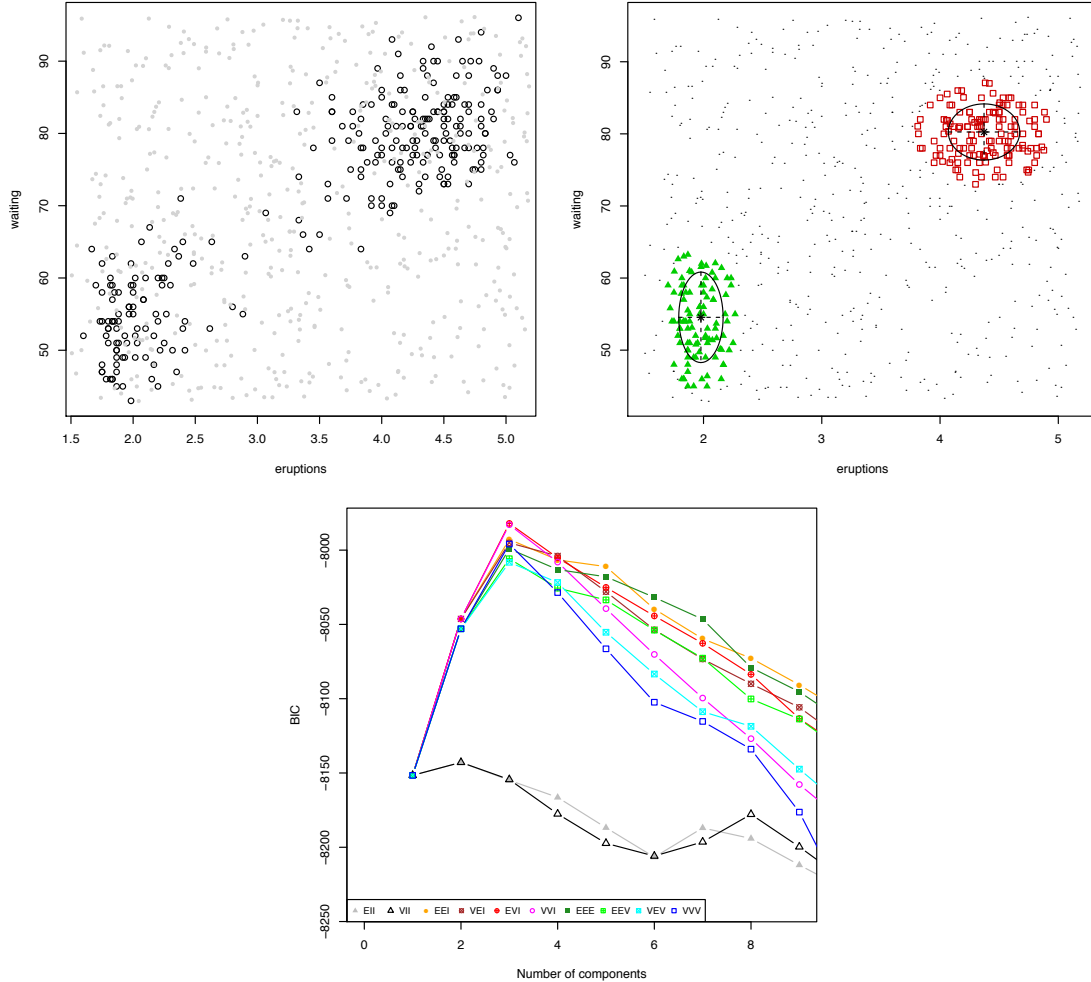 90
80
70
60
50
waiting
1.5 2.0 2.5 3.0 3.5 4.0 4.5 5.0
eruptions
90
80
70
60
50
waiting
2 3 4 5
eruptions
-8000
-8050
-8100
-8150
-8200
-8250
BIC
EII VII EEI VEI EVI VVI EEE EEV VEV VVV
0 2 4 6 8
Number of components